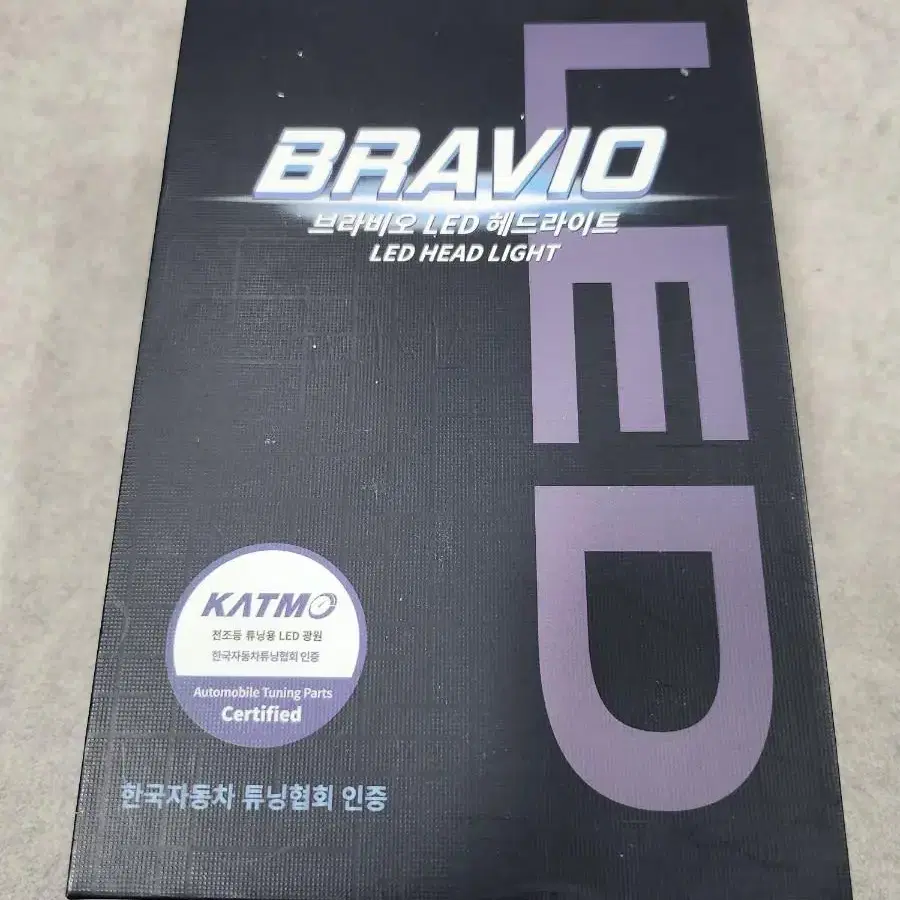 LED
BRAVIO
브라비오 LED 헤드라이트
LED HEAD LIGHT
KATMO
전조등 튜닝용 LED 광원
한국자동차튜닝협회 인증
Automobile Tuning Parts
Certified
한국자동차 튜닝협회 인증